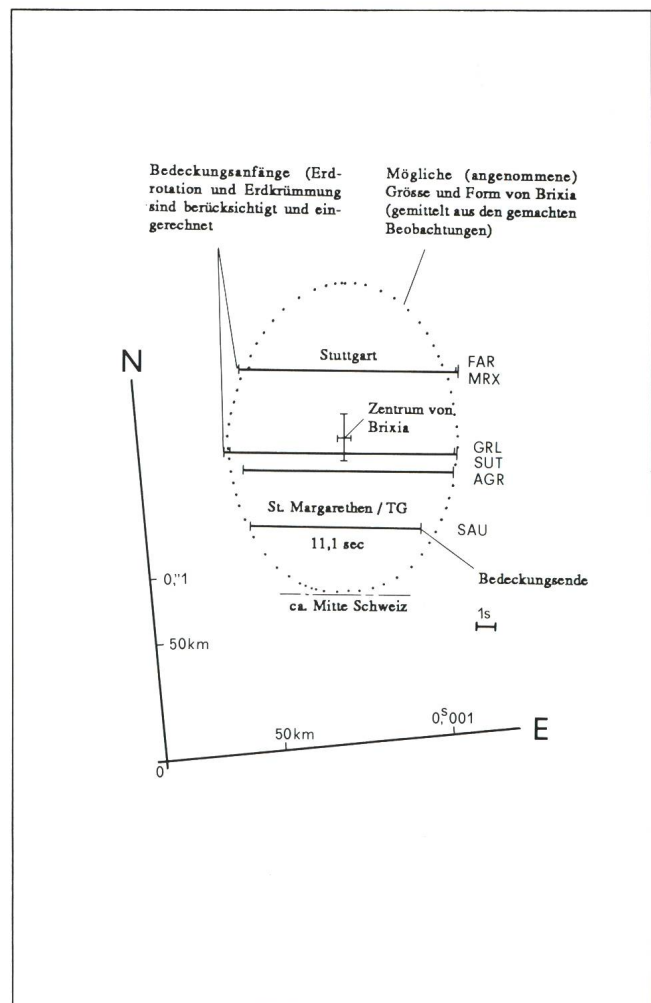 Bedeckungsanfänge (Erd-
rotation und Erdkrümmung
sind berücksichtigt und ein-
gerechnet
Mögliche (angenommene)
Grösse und Form von Brixia
(gemittelt aus den gemachten
Beobachtungen)
N
Stuttgart
FAR
MRX
Zentrum von
Brixia
GRL
SUT
AGR
St. Margarethen / TG
SAU
11,1 sec
Bedeckungsende
0,"1
ca. Mitte Schweiz
1s
50km
0,ˢ001
50km
E
0